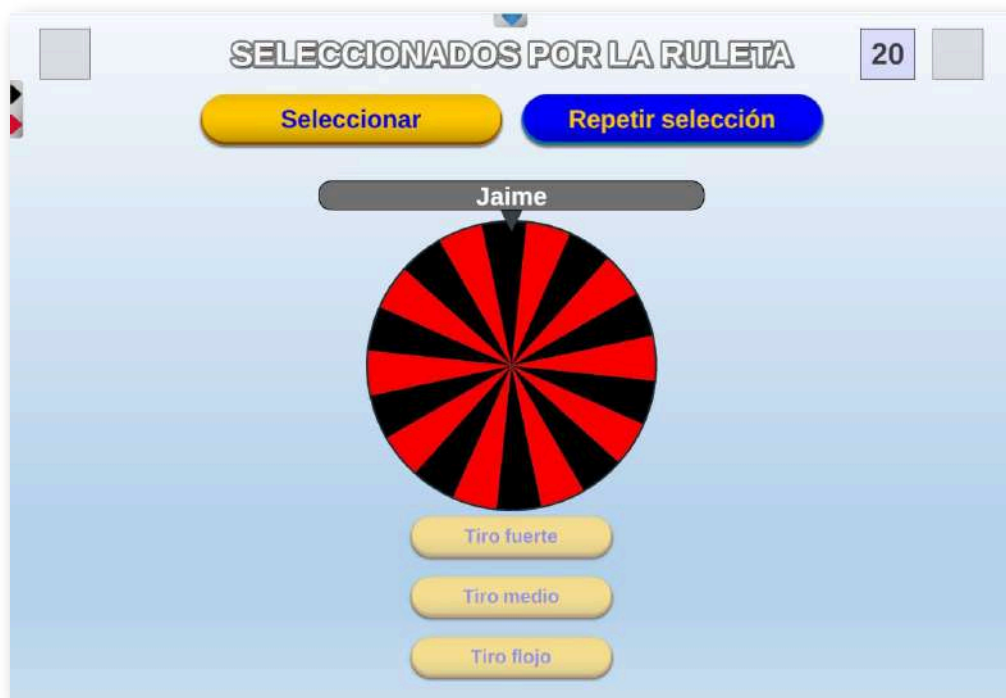 SELECCIONADOS POR LA RULETA
20
Seleccionar
Repetir selección
Jaime
Tiro fuerte
Tiro medio
Tiro flojo